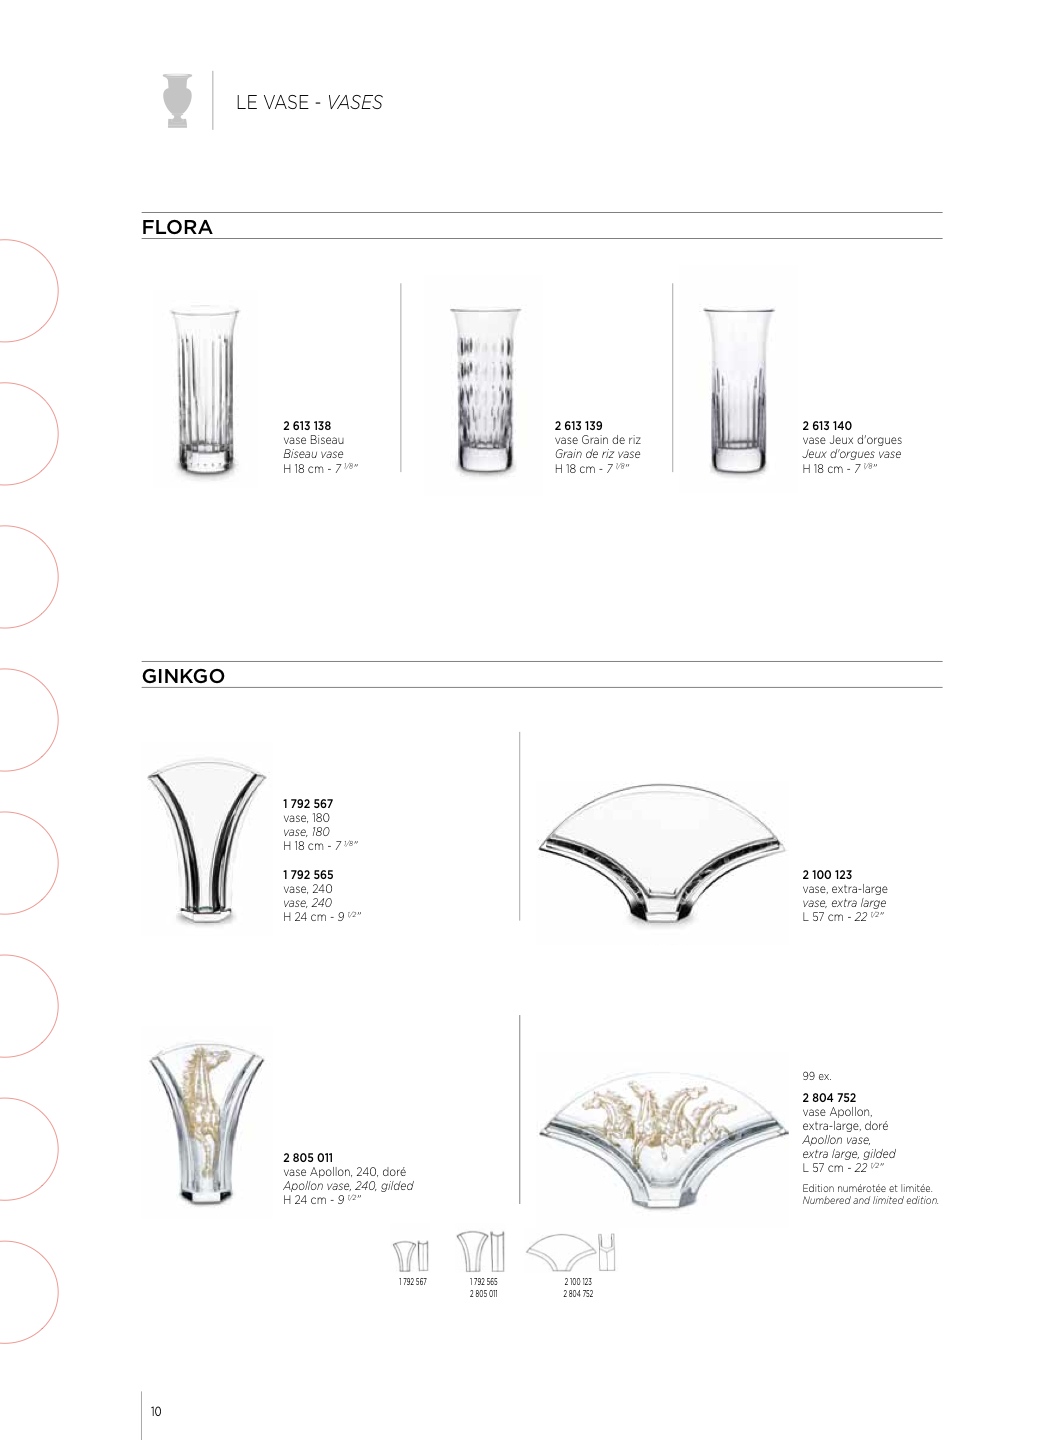 LE VASE - VASES
FLORA
2 613 138
vase Biseau
Biseau vase
H 18 cm - 7 1/8"
2 613 139
vase Grain de riz
Grain de riz vase
H 18 cm - 7 1/8"
2 613 140
vase Jeux d'orgues
Jeux d'orgues vase
H 18 cm - 7 1/8"
GINKGO
1 792 567
vase, 180
vase, 180
H 18 cm - 7 1/8"
1 792 565
vase, 240
vase, 240
H 24 cm - 9 1/2"
2 100 123
vase, extra-large
vase, extra large
L 57 cm - 22 1/2"
2 805 011
vase Apollon, 240, doré
Apollon vase, 240, gilded
H 24 cm - 9 1/2"
99 ex.
2 804 752
vase Apollon,
extra-large, doré
Apollon vase,
extra large, gilded
L 57 cm - 22 1/2"
Edition numérotée et limitée.
Numbered and limited edition.
1 792 567
1 792 565
2 805 011
2 100 123
2 804 752
10